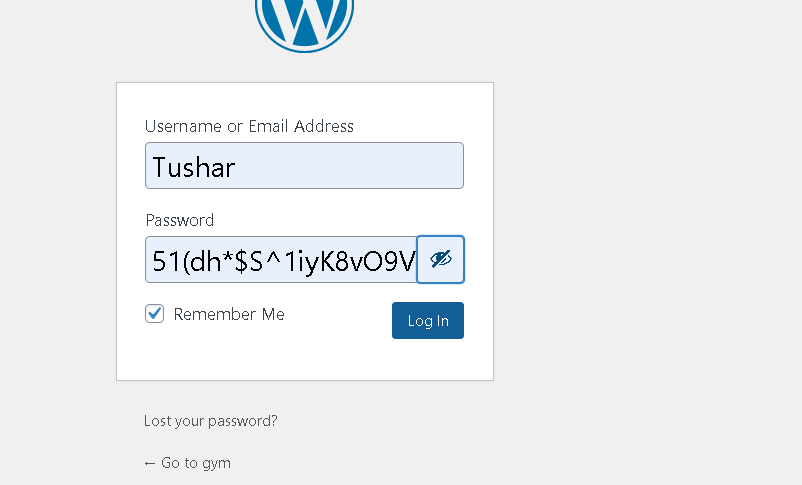 Username or Email Address
Tushar
Password
51(dh*$S^1iyK8vO9V
Remember Me
Log In
Lost your password?
← Go to gym